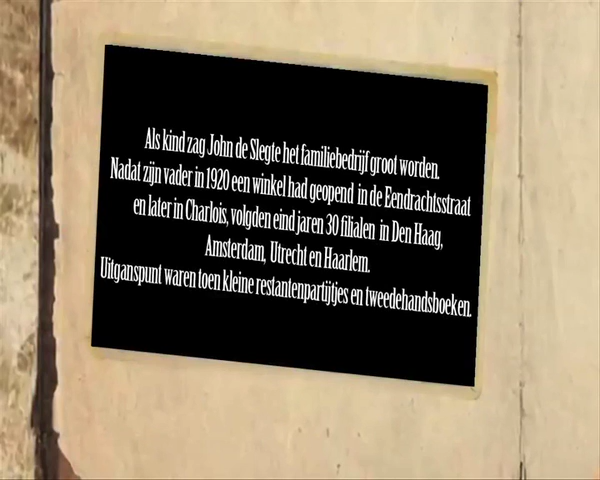 Als kind zag John de Slegte het familiebedrijf groot worden.
Nadat zijn vader in 1920 een winkel had geopend in de Eendrachtsstraat
en later in Charlois, volgden eind jaren 30 filialen in Den Haag,
Amsterdam, Utrecht en Haarlem.
Uitganspunt waren toen kleine restantenpartijtjes en tweedehandsboeken.